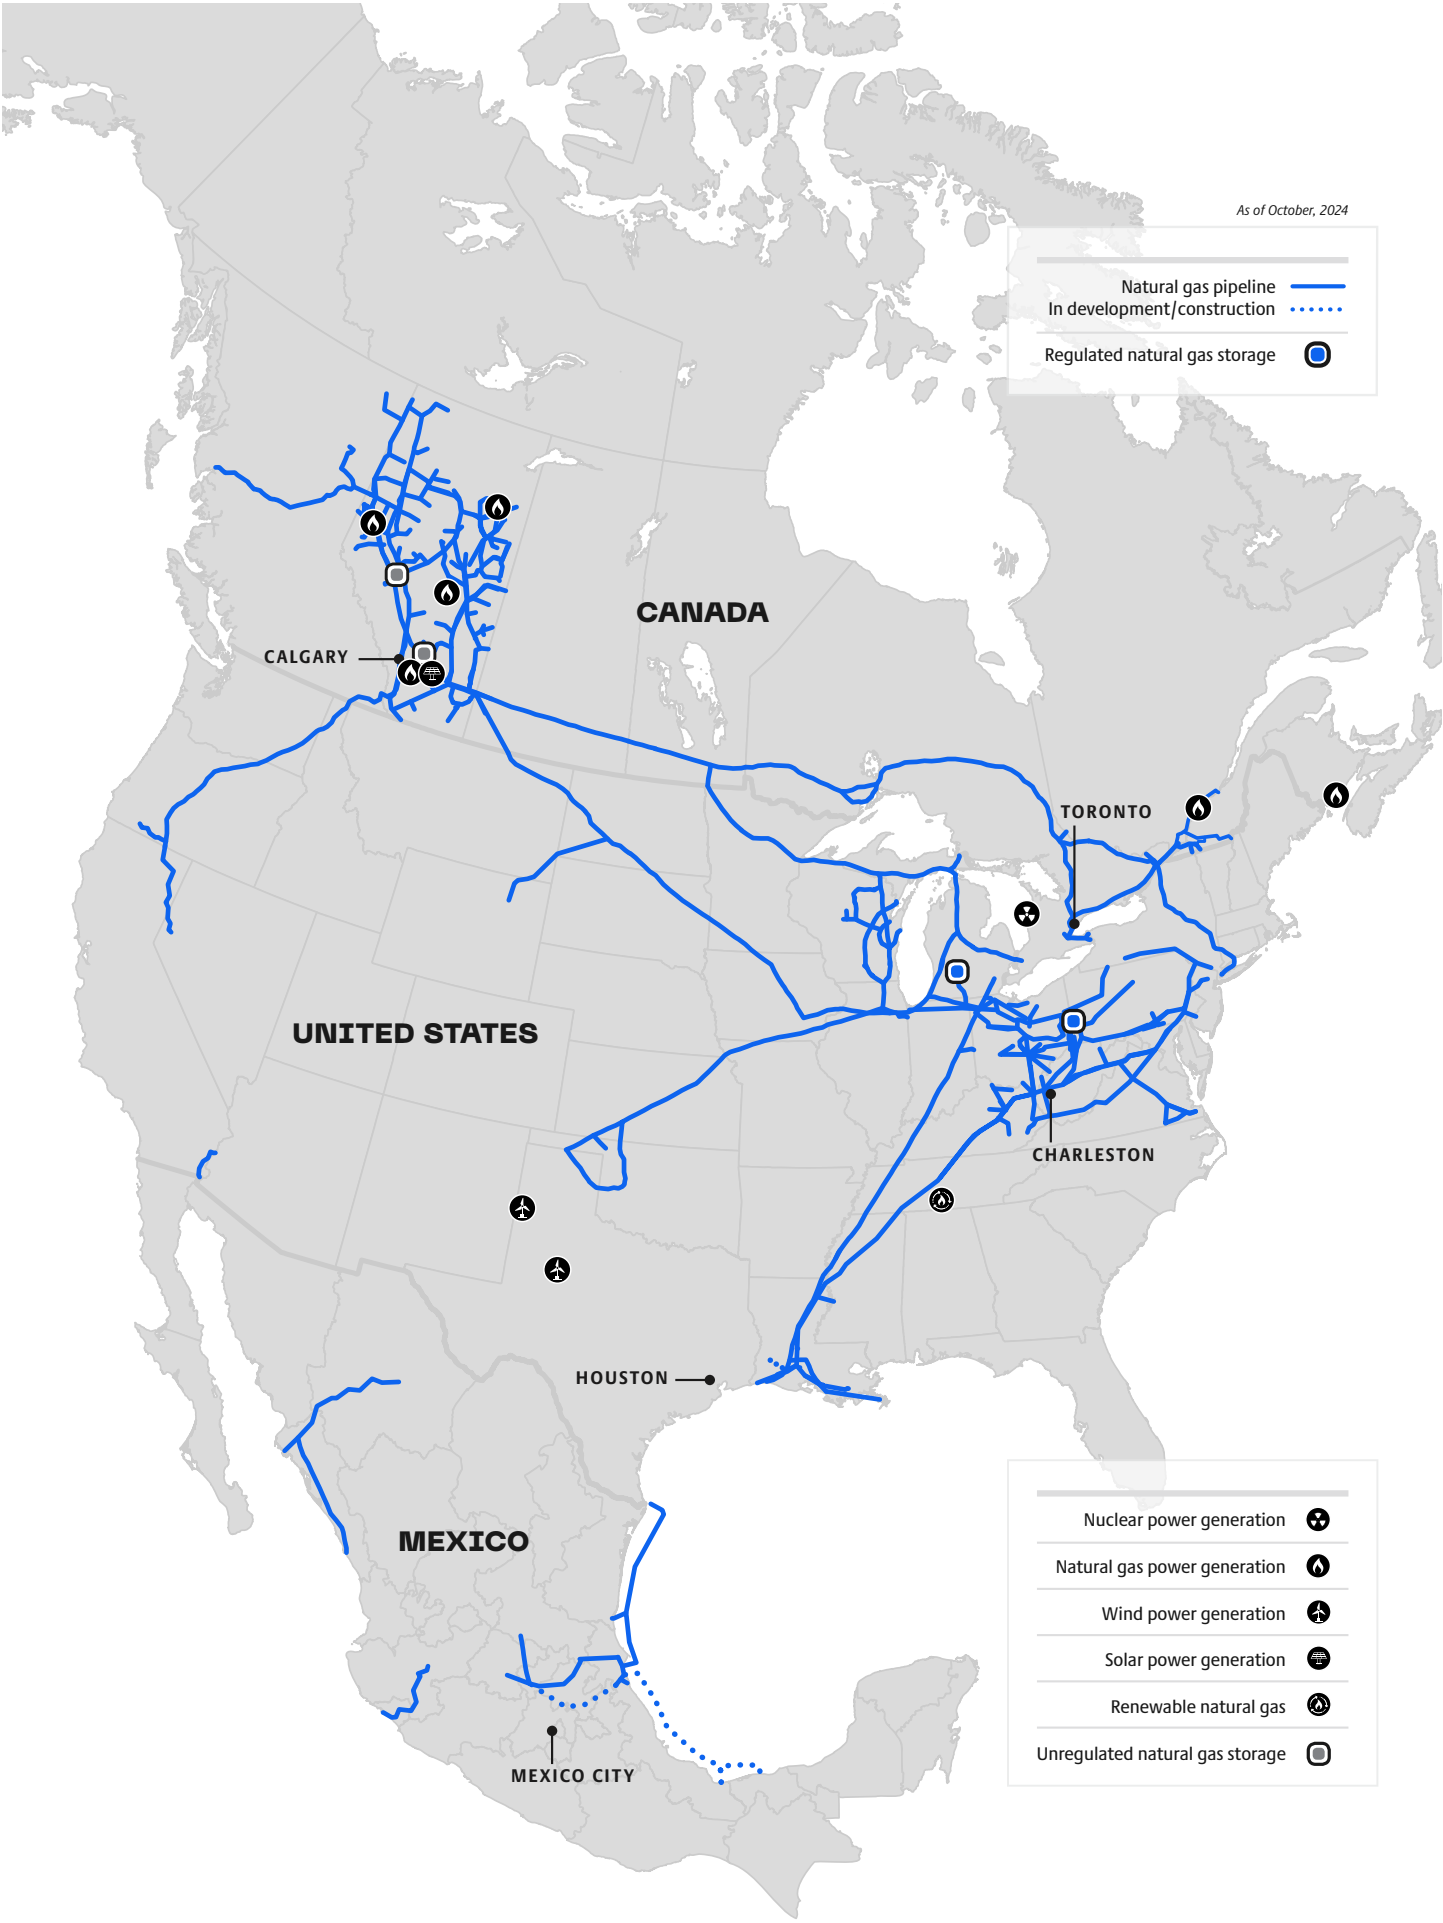 As of October, 2024
Natural gas pipeline
In development/construction
Regulated natural gas storage
CANADA
CALGARY
TORONTO
UNITED STATES
CHARLESTON
HOUSTON
MEXICO
MEXICO CITY
Nuclear power generation
Natural gas power generation
Wind power generation
Solar power generation
Renewable natural gas
Unregulated natural gas storage